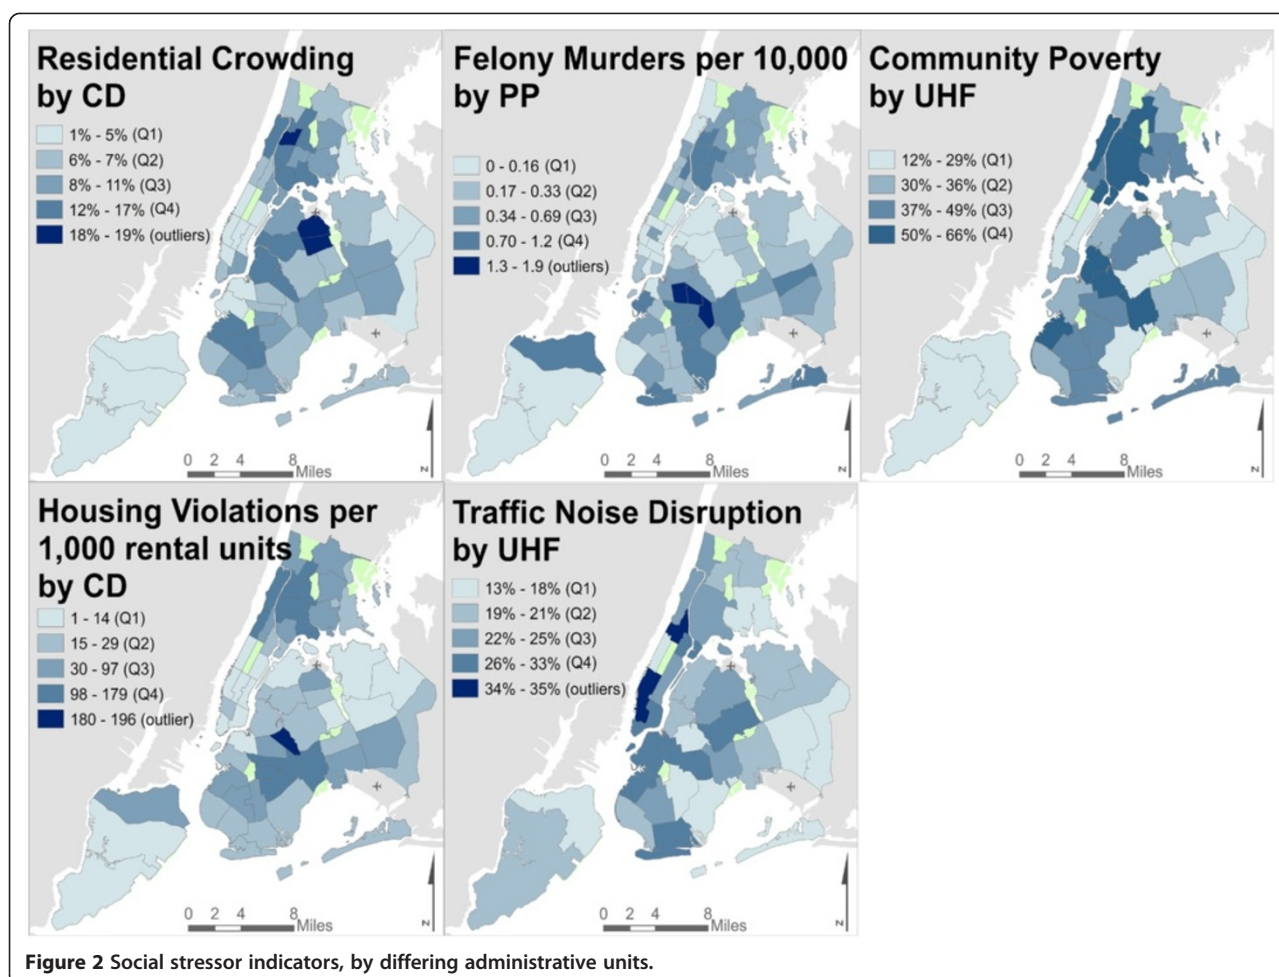 Residential Crowding
by CD
1% - 5% (Q1)
6% - 7% (Q2)
8% - 11% (Q3)
12% - 17% (Q4)
18% - 19% (outliers)
0 2 4 8
Miles
N
Felony Murders per 10,000
by PP
0 - 0.16 (Q1)
0.17 - 0.33 (Q2)
0.34 - 0.69 (Q3)
0.70 - 1.2 (Q4)
1.3 - 1.9 (outliers)
0 2 4 8
Miles
N
Community Poverty
by UHF
12% - 29% (Q1)
30% - 36% (Q2)
37% - 49% (Q3)
50% - 66% (Q4)
0 2 4 8
Miles
N
Housing Violations per
1,000 rental units
by CD
1 - 14 (Q1)
15 - 29 (Q2)
30 - 97 (Q3)
98 - 179 (Q4)
180 - 196 (outlier)
0 2 4 8
Miles
N
Traffic Noise Disruption
by UHF
13% - 18% (Q1)
19% - 21% (Q2)
22% - 25% (Q3)
26% - 33% (Q4)
34% - 35% (outliers)
0 2 4 8
Miles
N
Figure 2 Social stressor indicators, by differing administrative units.